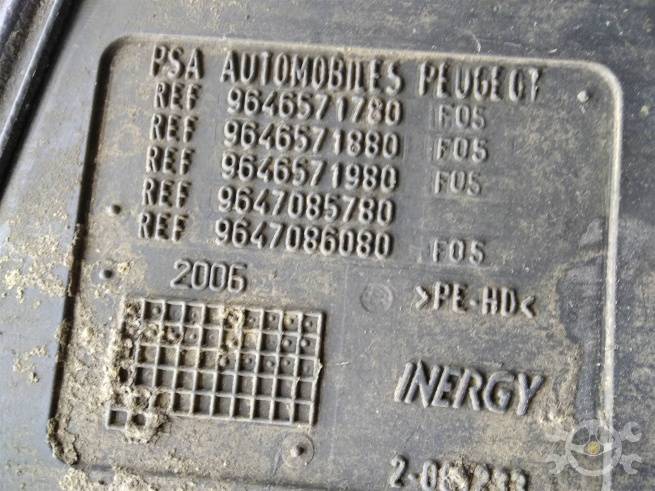 PSA AUTOMOBILES PEUGEOT
REF 9646571780 F05
REF 9646571880 F05
REF 9646571980 F05
REF 9647085780
REF 9647086080 F05
2006
>PE-HD<
INERGY